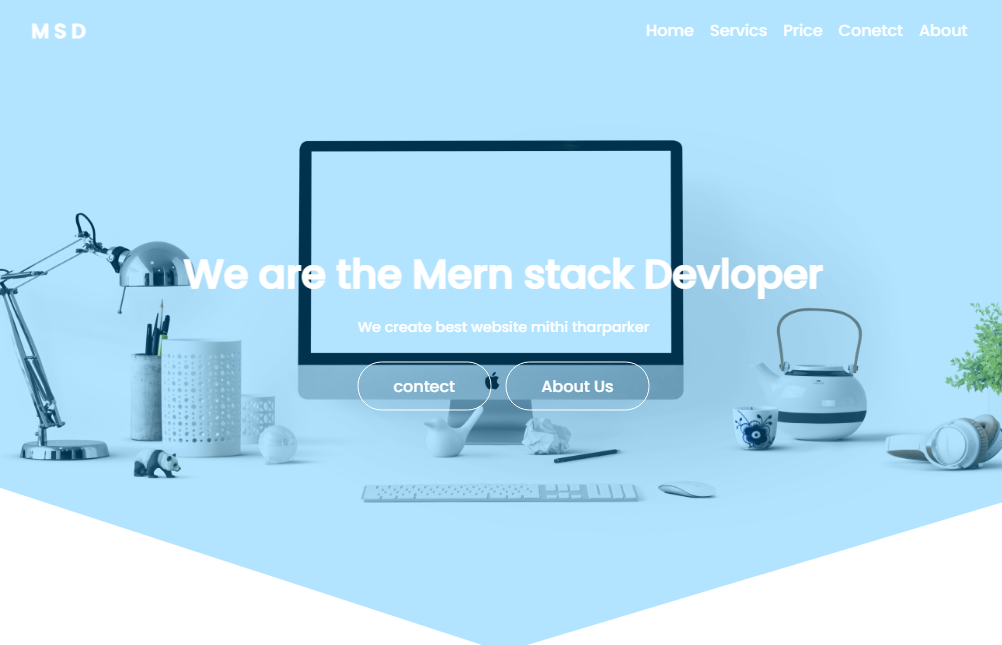 MSD
Home Servics Price Conetct About
We are the Mern stack Devloper
We create best website mithi tharparker
contect About Us